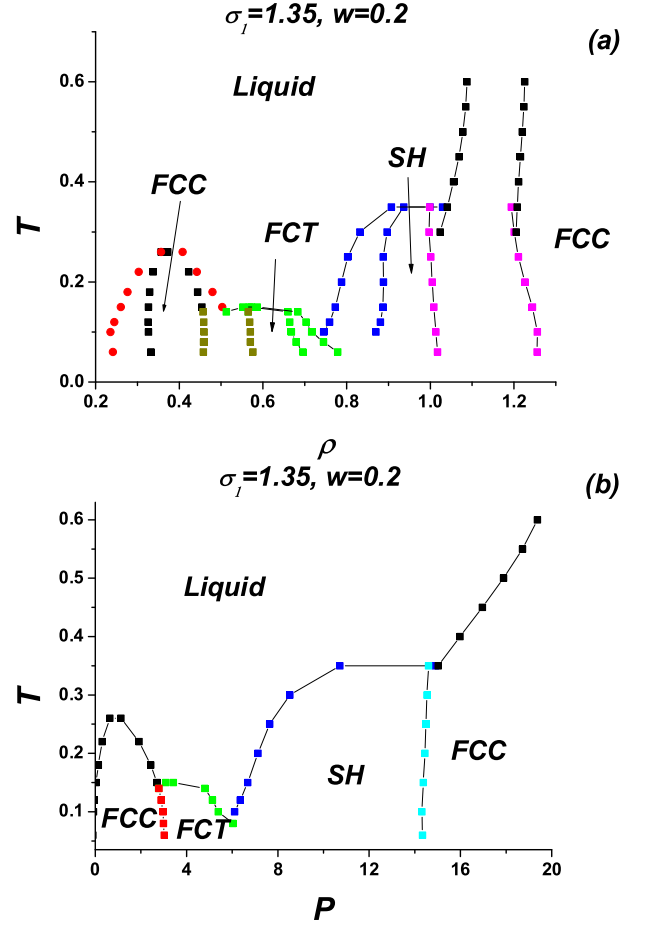 σ1=1.35, w=0.2
(a)
0.6
Liquid
SH
0.4
FCC
FCT
T
FCC
0.2
0.0
0.2 0.4 0.6 0.8 1.0 1.2
ρ
σ1=1.35, w=0.2
(b)
0.6
Liquid
0.5
0.4
T
0.3
FCC
0.2
SH
0.1
FCC
FCT
0 4 8 12 16 20
P